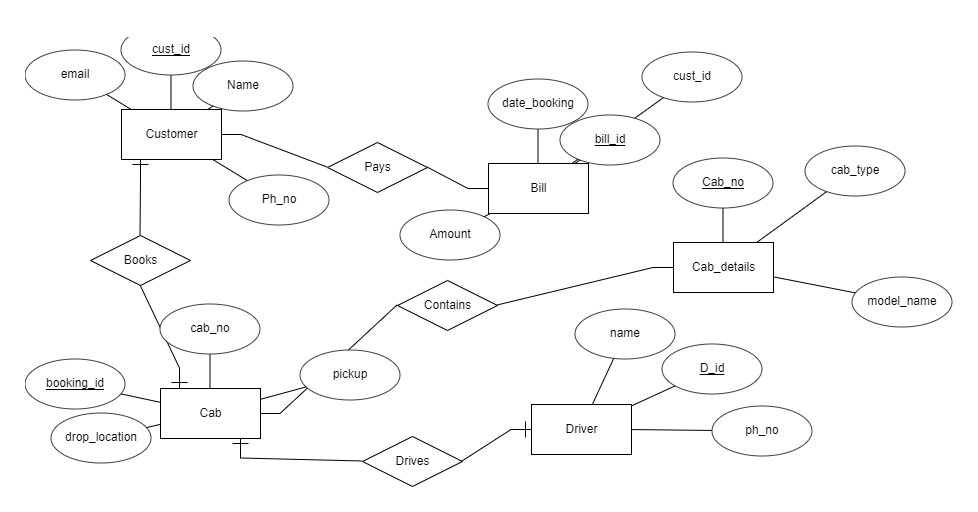 cust_id
email
Name
cust_id
date_booking
Customer
bill_id
Pays
cab_type
Cab_no
Bill
Ph_no
Amount
Books
Cab_details
Contains
model_name
cab_no
name
pickup
D_id
booking_id
Cab
Driver
ph_no
drop_location
Drives